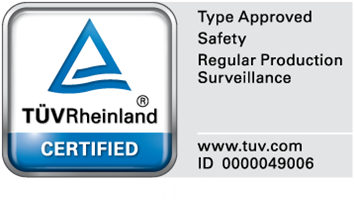 TÜVRheinland®
CERTIFIED
Type Approved
Safety
Regular Production
Surveillance
www.tuv.com
ID 0000049006